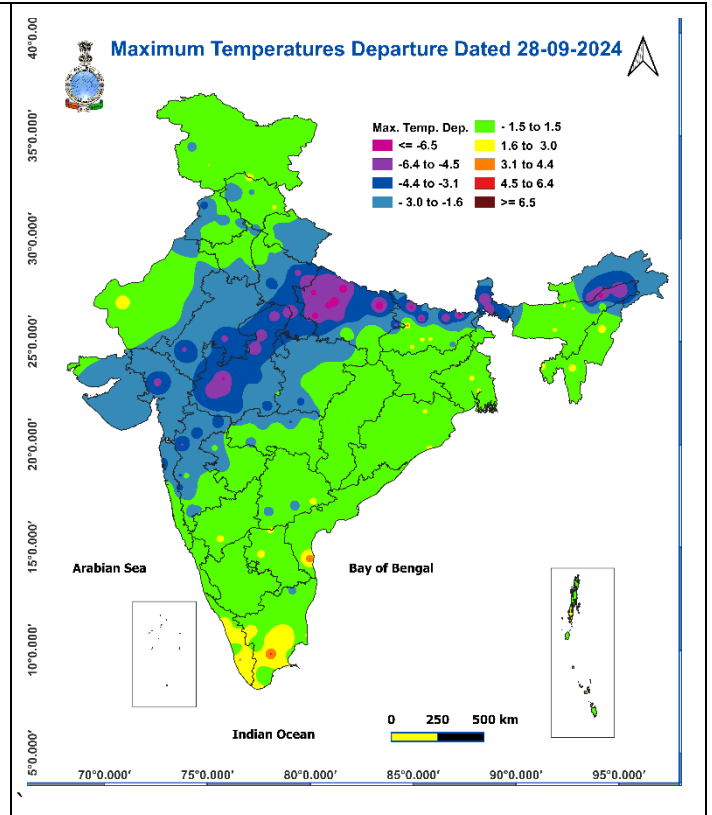 Maximum Temperatures Departure Dated 28-09-2024
Max. Temp. Dep.
<= -6.5
-6.4 to -4.5
-4.4 to -3.1
- 3.0 to -1.6
- 1.5 to 1.5
1.6 to 3.0
3.1 to 4.4
4.5 to 6.4
>= 6.5
40°0.00
35°0.000'
30°0.000'
25°0.000'
20°0.000'
15°0.000'
10°0.000'
5°0.000'
Arabian Sea
Bay of Bengal
Indian Ocean
0 250 500 km
70°0.000' 75°0.000' 80°0.000' 85°0.000' 90°0.000' 95°0.000'
`